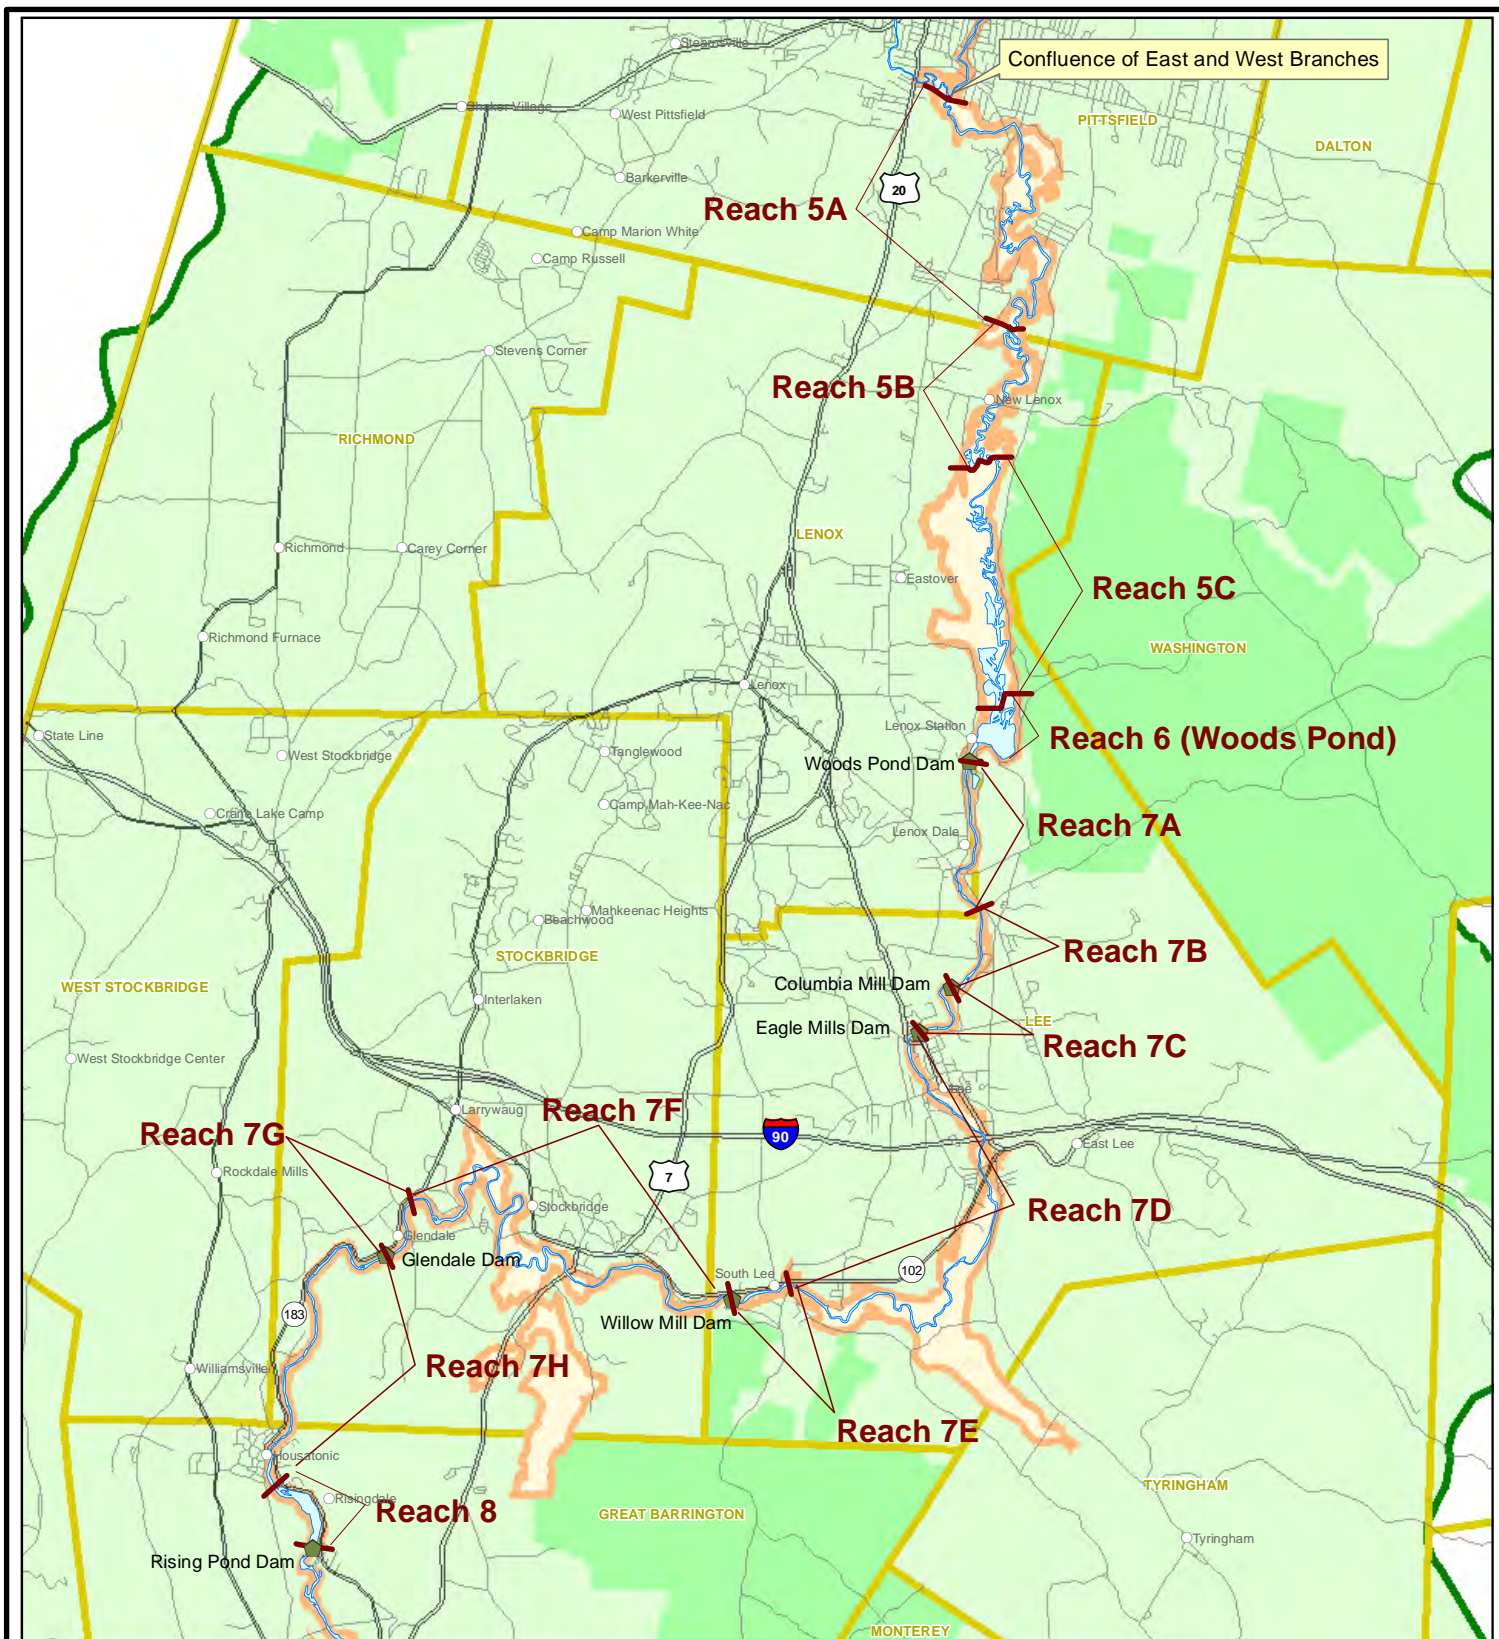 Stearnsville
Confluence of East and West Branches
Shaker Village
West Pittsfield
PITTSFIELD
DALTON
Barkerville
20
Reach 5A
Camp Marion White
Camp Russell
Stevens Corner
Reach 5B
New Lenox
RICHMOND
LENOX
Richmond
Carey Corner
Eastover
Reach 5C
Richmond Furnace
WASHINGTON
Lenox
Lenox Station
State Line
West Stockbridge
Tanglewood
Reach 6 (Woods Pond)
Woods Pond Dam
Camp Mah-Kee-Nac
Crane Lake Camp
Lenox Dale
Reach 7A
Mahkeenac Heights
Beachwood
STOCKBRIDGE
Reach 7B
WEST STOCKBRIDGE
Columbia Mill Dam
Interlaken
Eagle Mills Dam
LEE
Reach 7C
West Stockbridge Center
Lee
Larrywaug
Reach 7F
Reach 7G
90
East Lee
Rockdale Mills
7
Stockbridge
Reach 7D
Glendale
Glendale Dam
South Lee
102
183
Willow Mill Dam
Williamsville
Reach 7H
Reach 7E
Housatonic
Risingdale
Reach 8
GREAT BARRINGTON
TYRINGHAM
Tyringham
Rising Pond Dam
MONTEREY